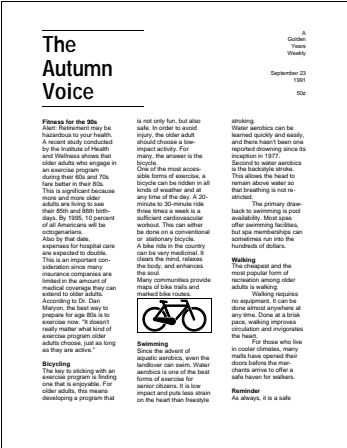 The
Autumn
Voice
A
Golden
Years
Weekly
September 23
1991
50¢
Fitness for the 90s
Alert: Retirement may be
hazardous to your health.
A recent study conducted
by the Institute of Health
and Wellness shows that
older adults who engage in
an exercise program
during their 60s and 70s
fare better in their 80s.
This is significant because
more and more older
adults are living to see
their 85th and 86th birth-
days. By 1995, 10 percent
of all Americans will be
octogenarians.
Also by that date,
expenses for hospital care
are expected to double.
This is an important con-
sideration since many
insurance companies are
limited in the amount of
medical coverage they can
extend to older adults.
According to Dr. Dan
Maryon, the best way to
prepare for age 80s is to
exercise now. "It doesn't
really matter what kind of
exercise program older
adults choose, just as long
as they are active."
Bicycling
The key to sticking with an
exercise program is finding
one that is enjoyable. For
older adults, this means
developing a program that
is not only fun, but also
safe. In order to avoid
injury, the older adult
should choose a low-
impact activity. For
many, the answer is the
bicycle.
One of the most acces-
sible forms of exercise, a
bicycle can be ridden in all
kinds of weather and at
any time of the day. A 20-
minute to 30-minute ride
three times a week is a
sufficient cardiovascular
workout. This can either
be done on a conventional
or stationary bicycle.
A bike ride in the country
can be very medicinal. It
clears the mind, relaxes
the body, and enhances
the soul.
Many communities provide
maps of bike trails and
marked bike routes.
Swimming
Since the advent of
aquatic aerobics, even the
landlover can swim. Water
aerobics is one of the best
forms of exercise for
senior citizens. It is low
impact and puts less strain
on the heart than freestyle
stroking.
Water aerobics can be
learned quickly and easily,
and there hasn't been one
reported drowning since its
inception in 1977.
Second to water aerobics
is the backstyle stroke.
This allows the head to
remain above water so
that breathing is not re-
stricted.
The primary draw-
back to swimming is pool
availability. Most spas
offer swimming facilities,
but spa memberships can
sometimes run into the
hundreds of dollars.
Walking
The cheapest and the
most popular form of
recreation among older
adults is walking.
Walking requires
no equipment. It can be
done almost anywhere at
any time. Done at a brisk
pace, walking improves
circulation and invigorates
the heart.
For those who live
in cooler climates, many
malls have opened their
doors before the mer-
chants arrive to offer a
safe haven for walkers.
Reminder
As always, it is a safe